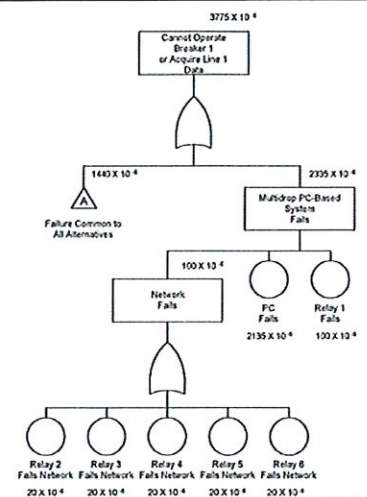 3775 X 10⁻⁶
Cannot Operate
Breaker 1
or Acquire Line 1
Data
1440 X 10⁻⁶
2335 X 10⁻⁶
A
Multidrop PC-Based
System
Fails
Failure Common to
All Alternatives
100 X 10⁻⁶
Network
Fails
PC
Fails
Relay 1
Fails
2135 X 10⁻⁶
100 X 10⁻⁶
Relay 2
Fails Network
Relay 3
Fails Network
Relay 4
Fails Network
Relay 5
Fails Network
Relay 6
Fails Network
20 X 10⁻⁶
20 X 10⁻⁶
20 X 10⁻⁶
20 X 10⁻⁶
20 X 10⁻⁶